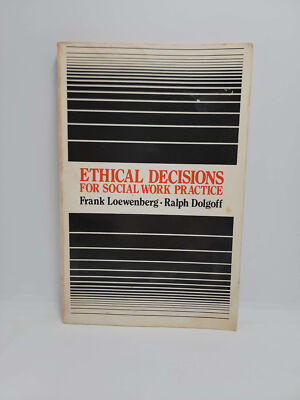 ETHICAL DECISIONS
FOR SOCIAL WORK PRACTICE
Frank Loewenberg · Ralph Dolgoff